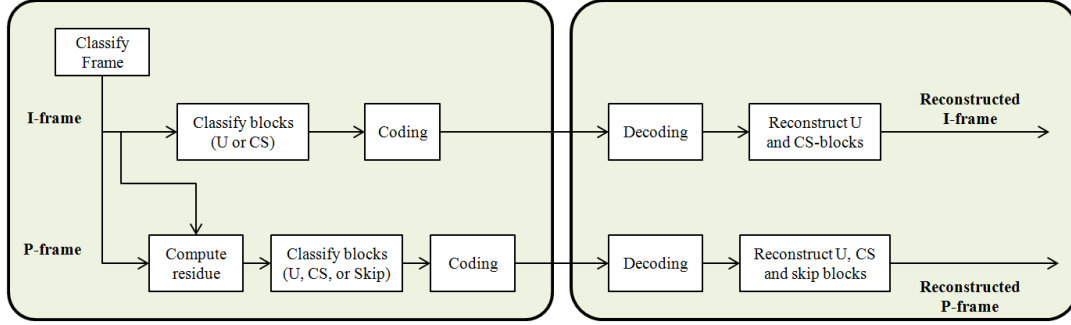 Classify
Frame
I-frame
Classify blocks
(U or CS)
Coding
Decoding
Reconstruct U
and CS-blocks
Reconstructed
I-frame
P-frame
Compute
residue
Classify blocks
(U, CS, or Skip)
Coding
Decoding
Reconstruct U, CS
and skip blocks
Reconstructed
P-frame